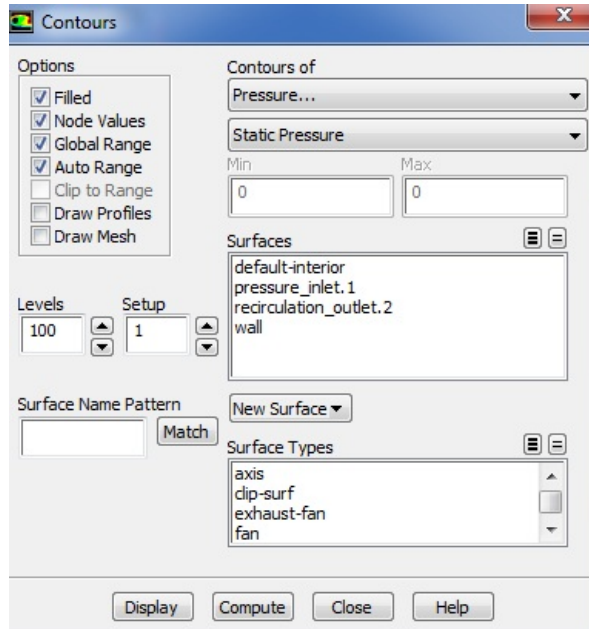 Contours
Options
Filled
Node Values
Global Range
Auto Range
Clip to Range
Draw Profiles
Draw Mesh
Levels
Setup
100
1
Surface Name Pattern
Match
Contours of
Pressure...
Static Pressure
Min
Max
0
0
Surfaces
default-interior
pressure_inlet.1
recirculation_outlet.2
wall
New Surface
Surface Types
axis
clip-surf
exhaust-fan
fan
Display
Compute
Close
Help